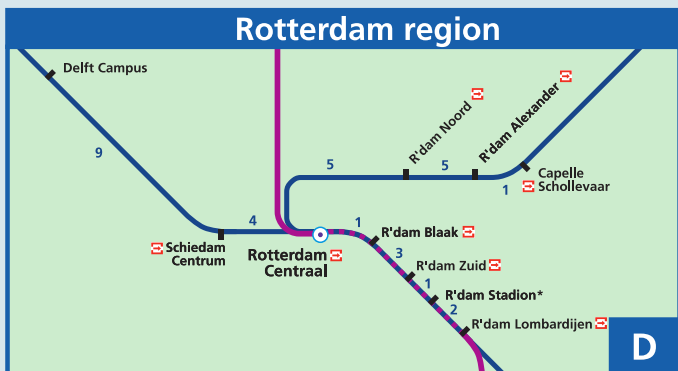 Rotterdam region
Delft Campus
R'dam Noord
R'dam Alexander
9
5
5
1
Capelle
Schollevaar
4
1
Schiedam
Centrum
Rotterdam
Centraal
R'dam Blaak
3
R'dam Zuid
1
R'dam Stadion*
2
R'dam Lombardijen
D